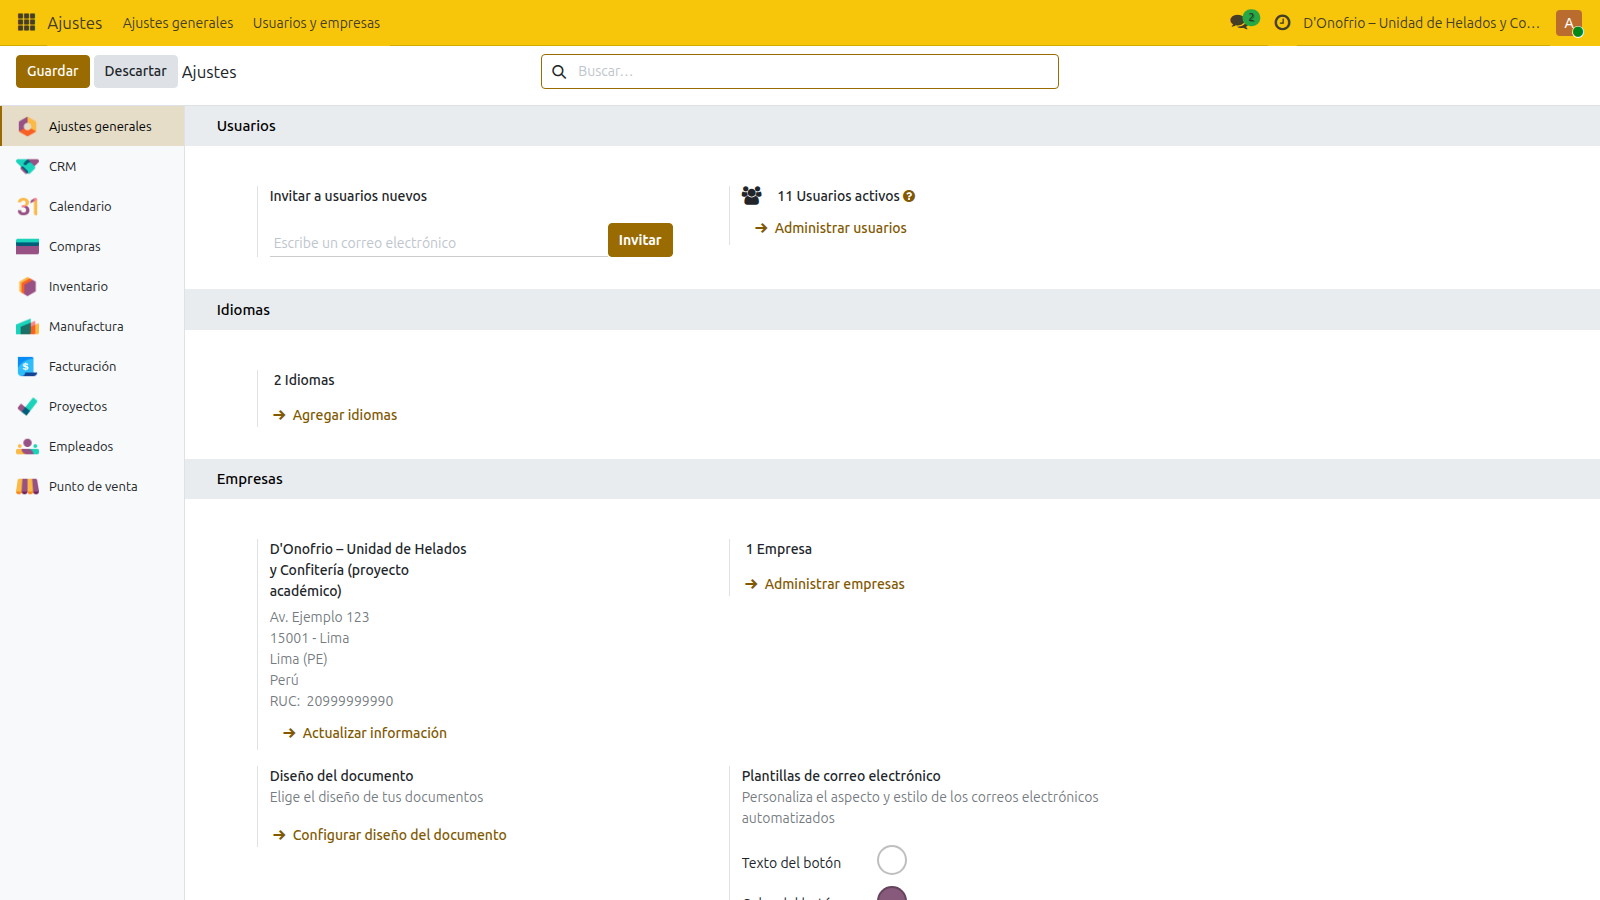 Ajustes Ajustes generales Usuarios y empresas 2 D'Onofrio – Unidad de Helados y Co... A
Guardar Descartar Ajustes Buscar...
Ajustes generales
CRM
31 Calendario
Compras
Inventario
Manufactura
$ Facturación
Proyectos
Empleados
Punto de venta
Usuarios
Invitar a usuarios nuevos
Escribe un correo electrónico Invitar
11 Usuarios activos ?
Administrar usuarios
Idiomas
2 Idiomas
Agregar idiomas
Empresas
D'Onofrio – Unidad de Helados
y Confitería (proyecto
académico)
Av. Ejemplo 123
15001 - Lima
Lima (PE)
Perú
RUC: 20999999990
Actualizar información
1 Empresa
Administrar empresas
Diseño del documento
Elige el diseño de tus documentos
Configurar diseño del documento
Plantillas de correo electrónico
Personaliza el aspecto y estilo de los correos electrónicos
automatizados
Texto del botón